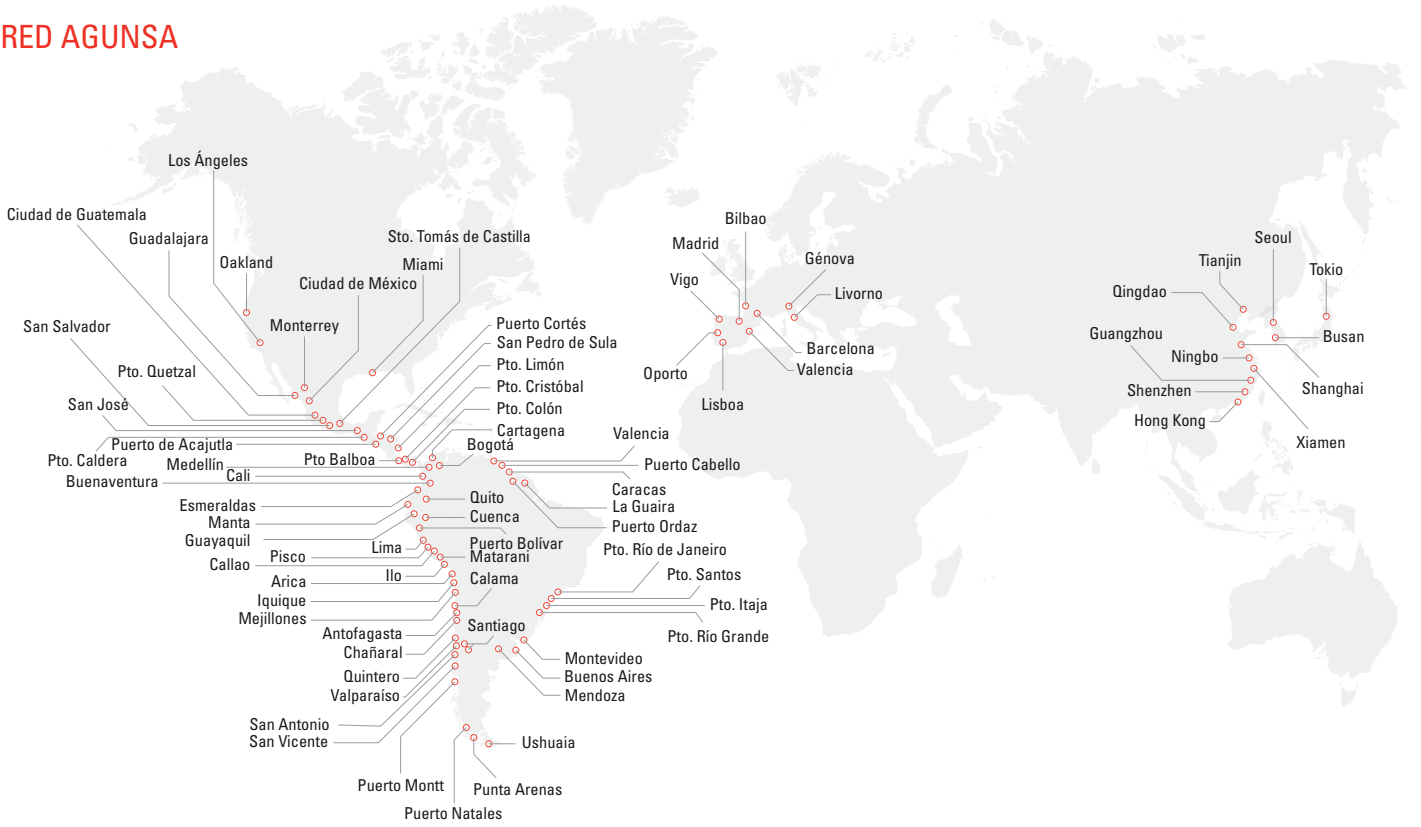 RED AGUNSA
Los Ángeles
Ciudad de Guatemala
Guadalajara
Oakland
Sto. Tomás de Castilla
Miami
Ciudad de México
San Salvador
Monterrey
Pto. Quetzal
San José
Puerto de Acajutla
Pto. Caldera
Puerto Cortés
San Pedro de Sula
Pto. Limón
Pto. Cristóbal
Pto. Colón
Cartagena
Bogotá
Pto Balboa
Medellín
Cali
Buenaventura
Valencia
Puerto Cabello
Caracas
La Guaira
Puerto Ordaz
Esmeraldas
Manta
Guayaquil
Quito
Cuenca
Puerto Bolívar
Lima
Pisco
Callao
Matarani
Ilo
Arica
Calama
Iquique
Mejillones
Antofagasta
Chañaral
Santiago
Quintero
Valparaíso
San Antonio
San Vicente
Pto. Río de Janeiro
Pto. Santos
Pto. Itaja
Pto. Río Grande
Montevideo
Buenos Aires
Mendoza
Ushuaia
Puerto Montt
Punta Arenas
Puerto Natales
Bilbao
Madrid
Vigo
Génova
Livorno
Oporto
Barcelona
Valencia
Lisboa
Seoul
Tianjin
Tokio
Qingdao
Guangzhou
Busan
Ningbo
Shenzhen
Shanghai
Hong Kong
Xiamen